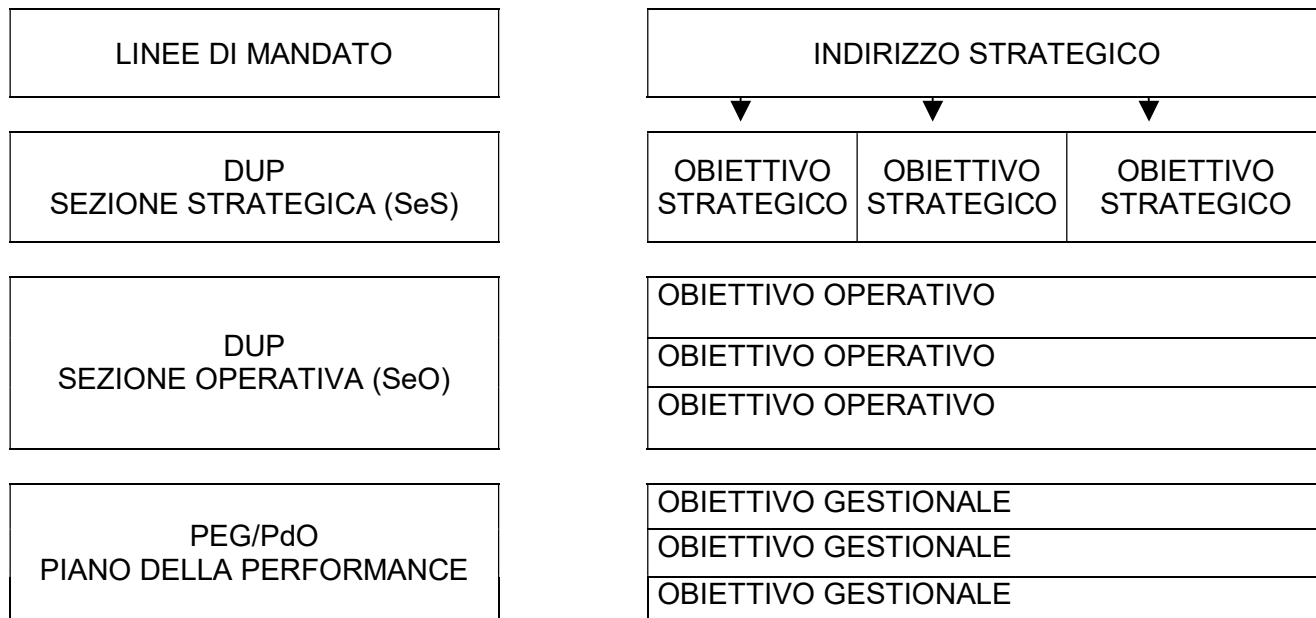 LINEE DI MANDATO
INDIRIZZO STRATEGICO
DUP
SEZIONE STRATEGICA (SeS)
OBIETTIVO
STRATEGICO
OBIETTIVO
STRATEGICO
OBIETTIVO
STRATEGICO
DUP
SEZIONE OPERATIVA (SeO)
OBIETTIVO OPERATIVO
OBIETTIVO OPERATIVO
OBIETTIVO OPERATIVO
PEG/PdO
PIANO DELLA PERFORMANCE
OBIETTIVO GESTIONALE
OBIETTIVO GESTIONALE
OBIETTIVO GESTIONALE